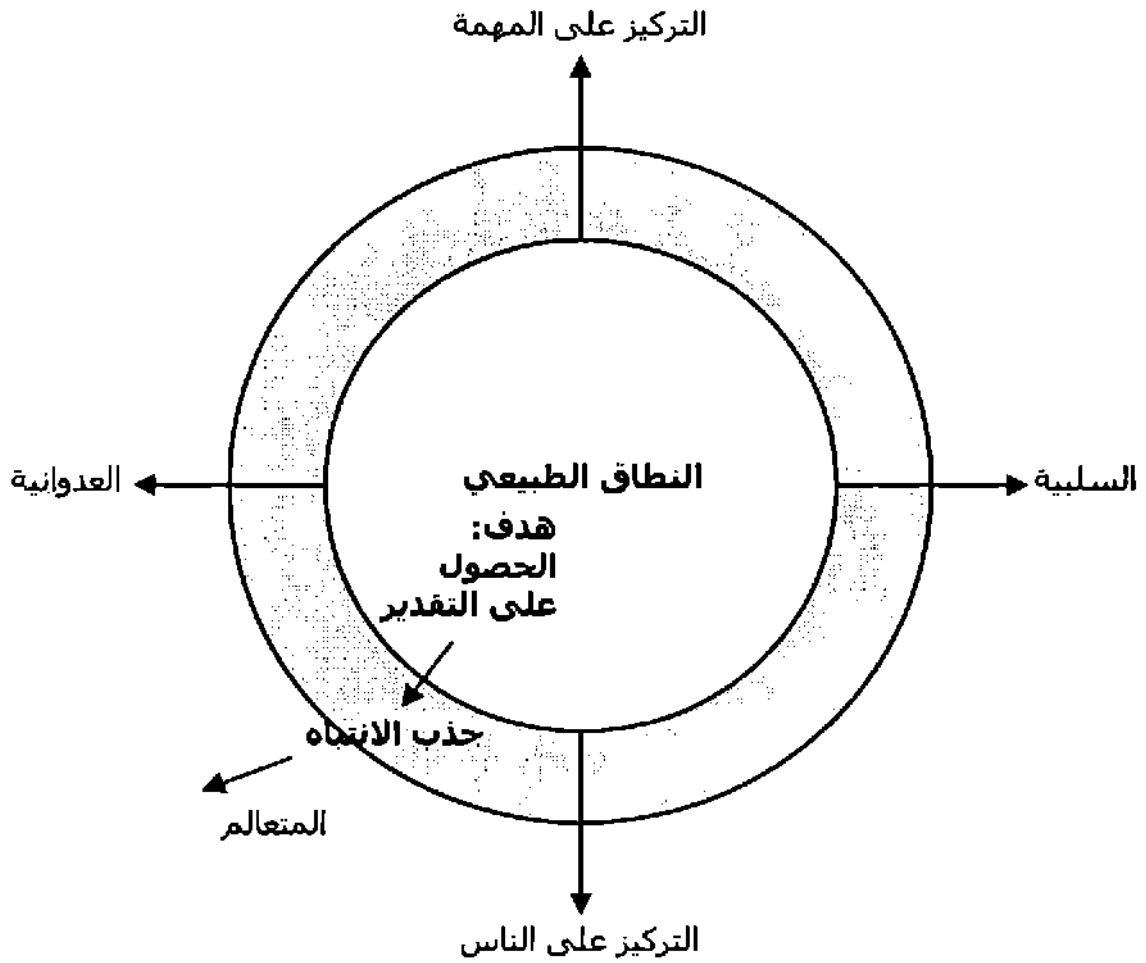 التركيز على المهمة
العدوانية
السلبية
النطاق الطبيعي
هدف:
الحصول
على التقدير
جذب الانتباه
المتعالم
التركيز على الناس